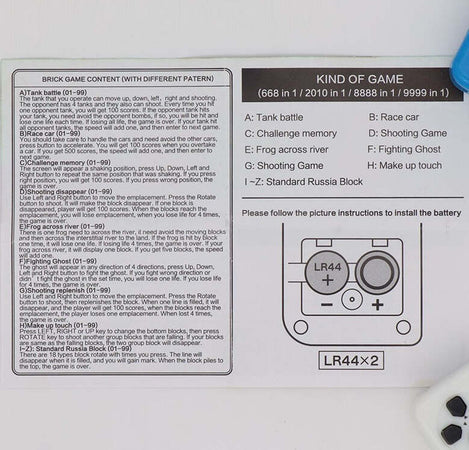 BRICK GAME CONTENT (WITH DIFFERENT PATERN)
A)Tank battle (01~99)
The tank that you operate can move up, down, left, right and shooting.
The opponent has 4 tanks and they also can shoot. Every time you hit
one opponent tank, you will get 100 scores. If the opponent tank hits
your tank, you need avoid the opponent bombs, if so, you will be hit and
lose one life each time. If losing all life, the game is over. If your tank hit
all opponent tanks, the speed will add one, and then enter to next game.
B)Race car (01~99)
You should take care to handle the cars and need avoid the other cars,
press button to accelerate. You will get 100 scores when you overtake
a car. If you get 500 scores, the speed will add one, and then enter to
next game.
C)Challenge memory (01~99)
The screen will appear a shaking position, press Up, Down, Left and
Right button to repeat the same position that was shaking. If you press
right position, you will get 100 scores. If you press wrong position, the
game is over.
D)Shooting disappear (01~99)
Use Left and Right button to move the emplacement. Press the Rotate
button to shoot. It will make the block disappear. If one block is
disappeared, player will get 100 scores. When the blocks reach the
emplacement, you will lose emplacement, when you lose life for 4 times,
the game is over.
E)Frog across river (01~99)
There is one frog need to across the river, it need avoid the moving blocks
and then across the interstitial river to the land. If the frog is hit by block
one time, it will lose one life. If losing 4 times, the game is over. If your
frog across river, it will display one block. If you get five blocks, the speed
will add one.
F)Fighting Ghost (01~99)
The ghost will appear in any direction of 4 directions, press Up, Down,
Left and Right button to fight the ghost. If you fight wrong direction or
didn' tfight the ghost in the set time, you will lose one life. If you lose life
for 4 times, the game is over.
G)Shooting replenish (01~99)
Use Left and Right button to move the emplacement. Press the Rotate
button to shoot, then replenishes the block. When one line is filled, it will
disappear, and the player will get 100 scores, when the blocks reach the
emplacement, the player loses one emplacement. When lost 4 times,
the game is over.
H)Make up touch (01~99)
Press LEFT, RIGHT or UP key to change the bottom blocks, then press
ROTATE key to shoot another group blocks that are falling. If your blocks
are same as the falling blocks, the two group block will disappear.
I~Z): Standard Russia Block (01~99)
There are 18 types block rotate with times you press. The line will
disappear when it is filled, and you will gain mark. When the block piles to
the top, the game is over.
KIND OF GAME
(668 in 1 / 2010 in 1 / 8888 in 1 / 9999 in 1)
A: Tank battle
B: Race car
C: Challenge memory
D: Shooting Game
E: Frog across river
F: Fighting Ghost
G: Shooting Game
H: Make up touch
I ~Z: Standard Russia Block
Please follow the picture instructions to install the battery
LR44
+
- +
LR44×2